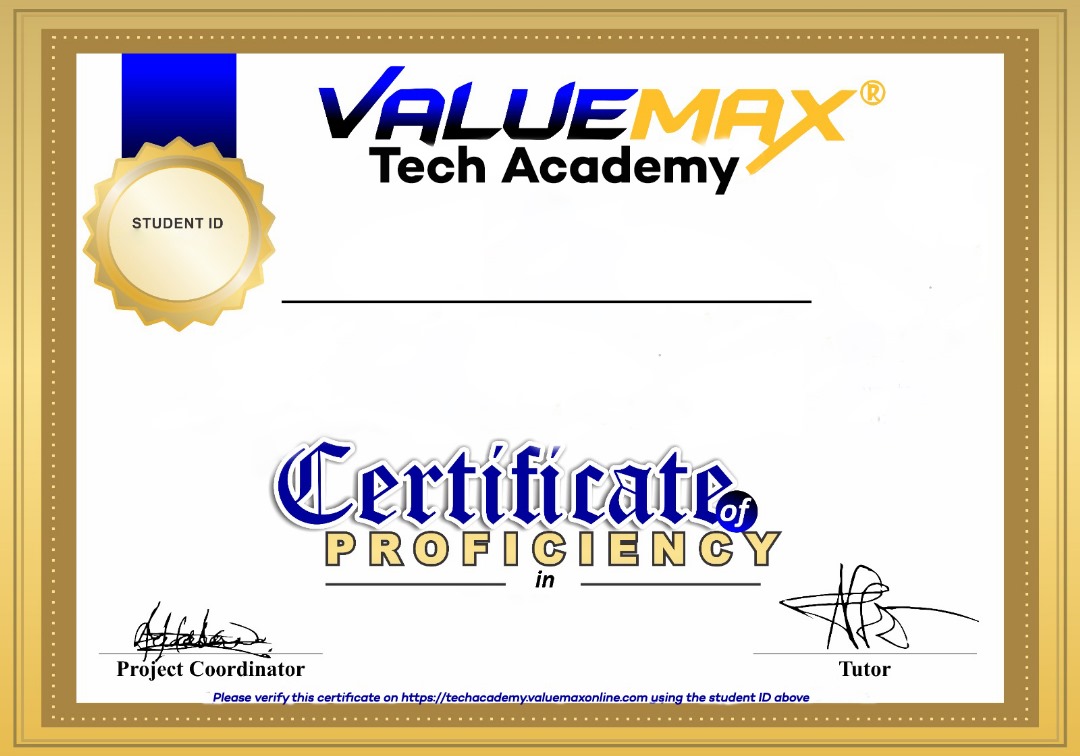 VALUEMAX®
Tech Academy
STUDENT ID
Certificate of
PROFICIENCY
in
Project Coordinator
Tutor
Please verify this certificate on https://techacademy.valuemaxonline.com using the student ID above